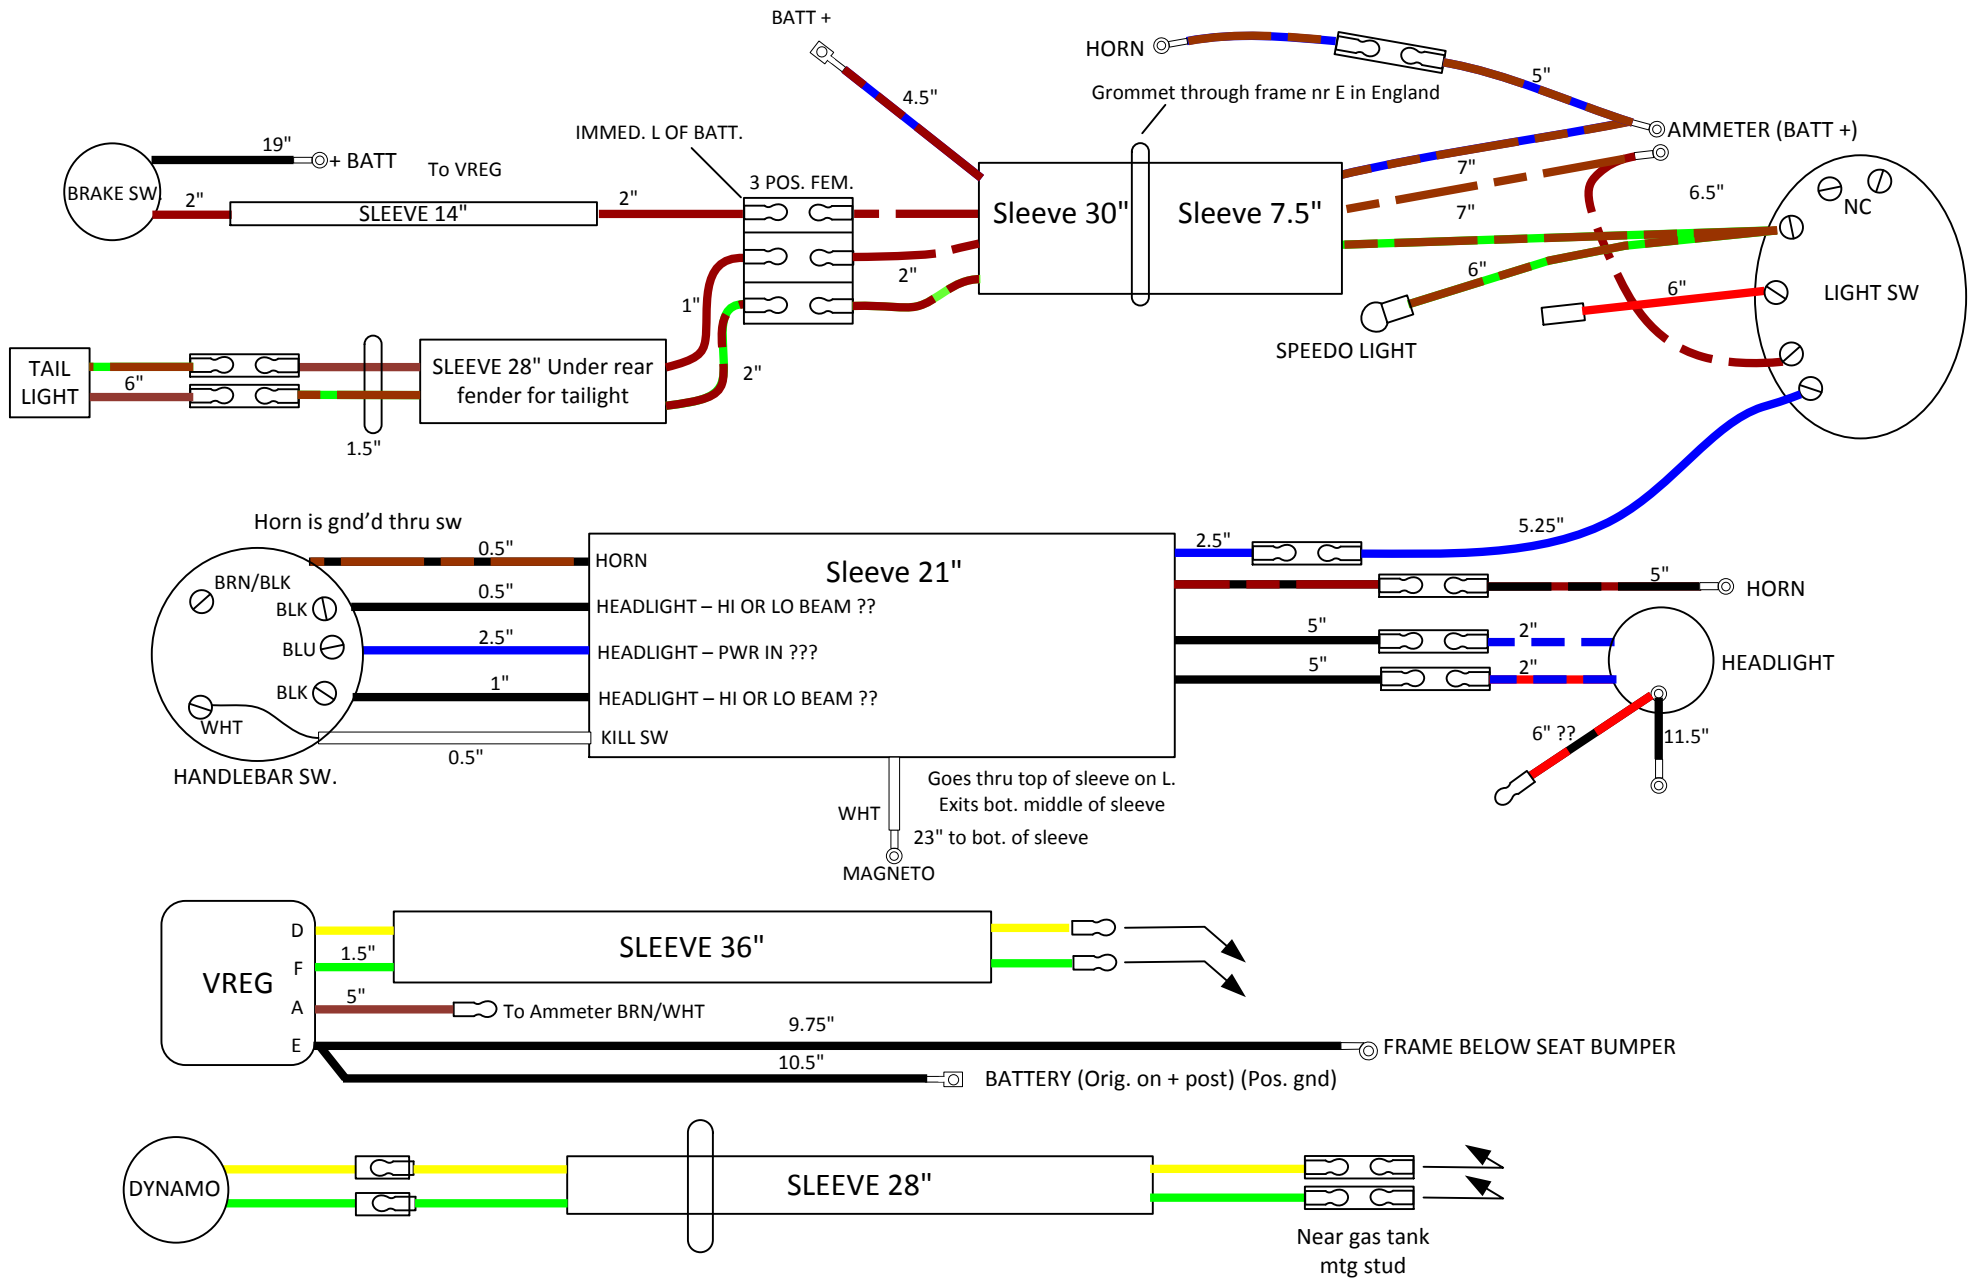 BATT +
HORN
5"
4.5"
Grommet through frame nr E in England
IMMED. L OF BATT.
AMMETER (BATT +)
19"
+ BATT
To VREG
BRAKE SW.
2"
SLEEVE 14"
2"
3 POS. FEM.
7"
7"
6.5"
NC
Sleeve 30"
Sleeve 7.5"
2"
6"
6"
LIGHT SW
1"
SPEEDO LIGHT
TAIL
LIGHT
6"
SLEEVE 28" Under rear
fender for tailight
2"
1.5"
Horn is gnd'd thru sw
0.5"
HORN
Sleeve 21"
2.5"
5.25"
BRN/BLK
BLK
0.5"
HEADLIGHT – HI OR LO BEAM ??
5"
HORN
BLU
2.5"
HEADLIGHT – PWR IN ???
5"
2"
HEADLIGHT
BLK
1"
HEADLIGHT – HI OR LO BEAM ??
5"
2"
WHT
0.5"
KILL SW
6" ??
11.5"
HANDLEBAR SW.
Goes thru top of sleeve on L.
Exits bot. middle of sleeve
WHT
23" to bot. of sleeve
MAGNETO
VREG
D
F
A
E
1.5"
SLEEVE 36"
5"
To Ammeter BRN/WHT
9.75"
FRAME BELOW SEAT BUMPER
10.5"
BATTERY (Orig. on + post) (Pos. gnd)
DYNAMO
SLEEVE 28"
Near gas tank
mtg stud